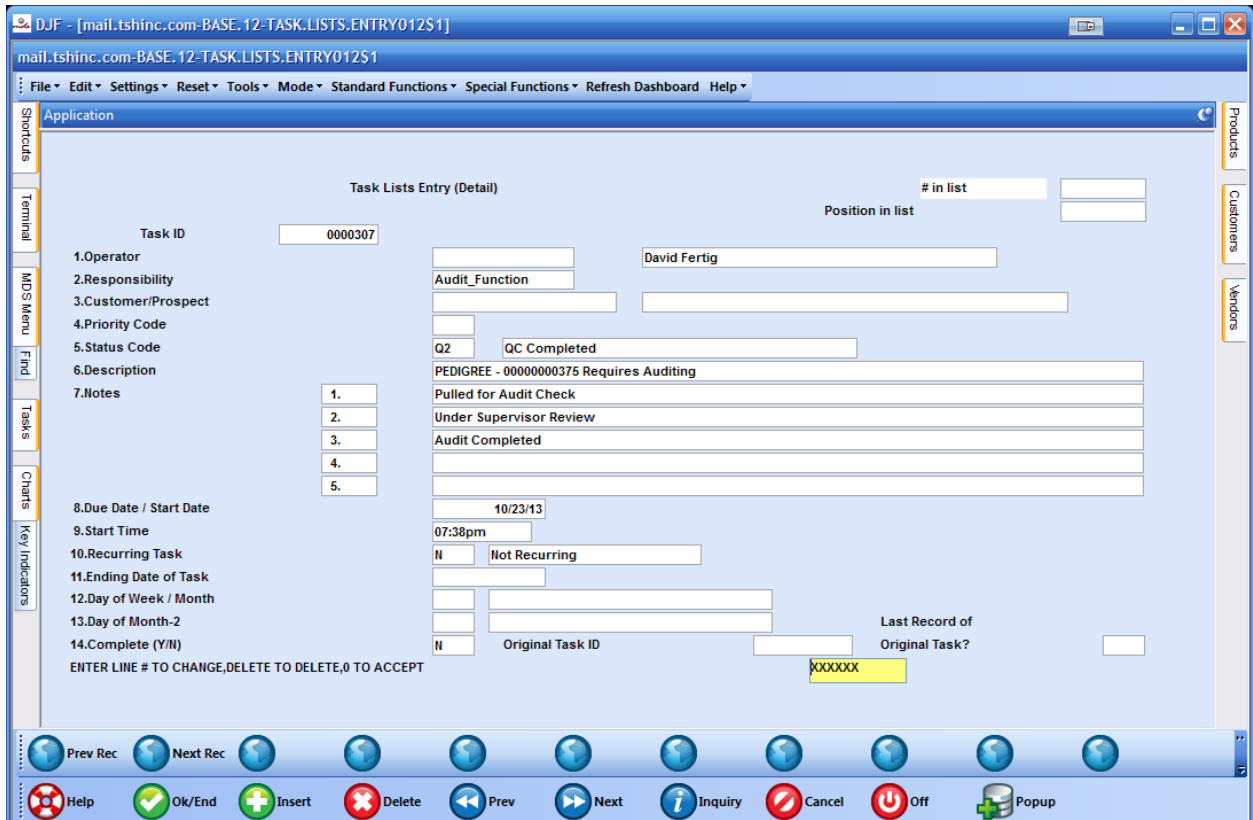 DJF - [mail.tshinc.com-BASE.12-TASK.LISTS.ENTRY012$1]
mail.tshinc.com-BASE.12-TASK.LISTS.ENTRY012$1
File Edit Settings Reset Tools Mode Standard Functions Special Functions Refresh Dashboard Help
Application
Shortcuts
Terminal
MDS Menu
Find
Tasks
Charts
Key Indicators
Products
Customers
Vendors
Task Lists Entry (Detail) # in list
Position in list
Task ID 0000307
1.Operator David Fertig
2.Responsibility Audit_Function
3.Customer/Prospect
4.Priority Code
5.Status Code Q2 QC Completed
6.Description PEDIGREE - 00000000375 Requires Auditing
7.Notes 1. Pulled for Audit Check
2. Under Supervisor Review
3. Audit Completed
4.
5.
8.Due Date / Start Date 10/23/13
9.Start Time 07:38pm
10.Recurring Task N Not Recurring
11.Ending Date of Task
12.Day of Week / Month
13.Day of Month-2 Last Record of
14.Complete (Y/N) N Original Task ID Original Task?
ENTER LINE # TO CHANGE,DELETE TO DELETE,0 TO ACCEPT XXXXXX
Prev Rec Next Rec
Help Ok/End Insert Delete Prev Next Inquiry Cancel Off Popup